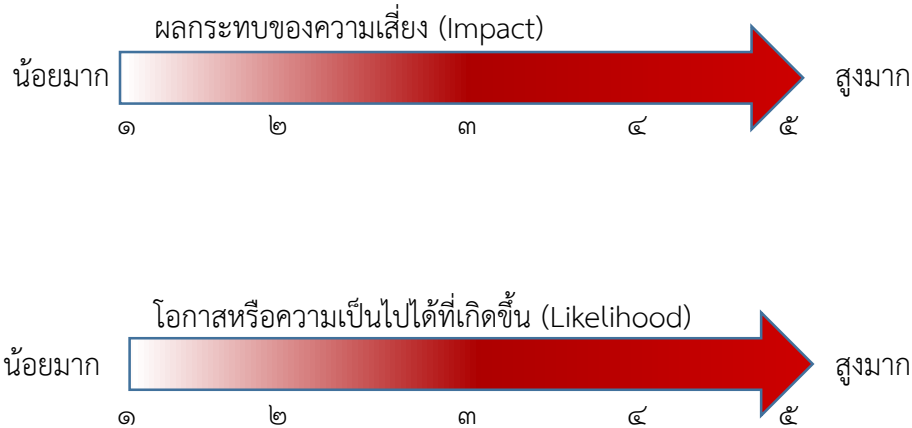 ผลกระทบของความเสี่ยง (Impact)
น้อยมาก สูงมาก
๑ ๒ ๓ ๔ ๕
โอกาสหรือความเป็นไปได้ที่เกิดขึ้น (Likelihood)
น้อยมาก สูงมาก
๑ ๒ ๓ ๔ ๕